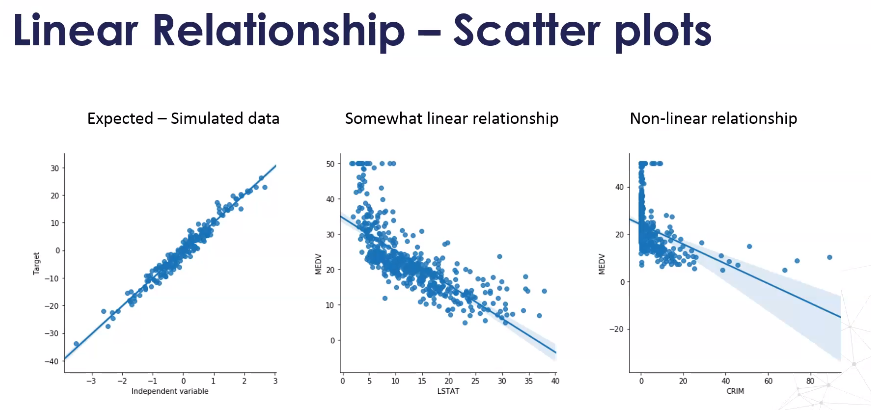 Linear Relationship – Scatter plots
Expected – Simulated data
30
20
10
0
−10
−20
−30
−40
Target
−3 −2 −1 0 1 2 3
Independent variable
Somewhat linear relationship
50
40
30
20
10
0
MEDV
0 5 10 15 20 25 30 35 40
LSTAT
Non-linear relationship
40
20
0
−20
MEDV
0 20 40 60 80
CRIM